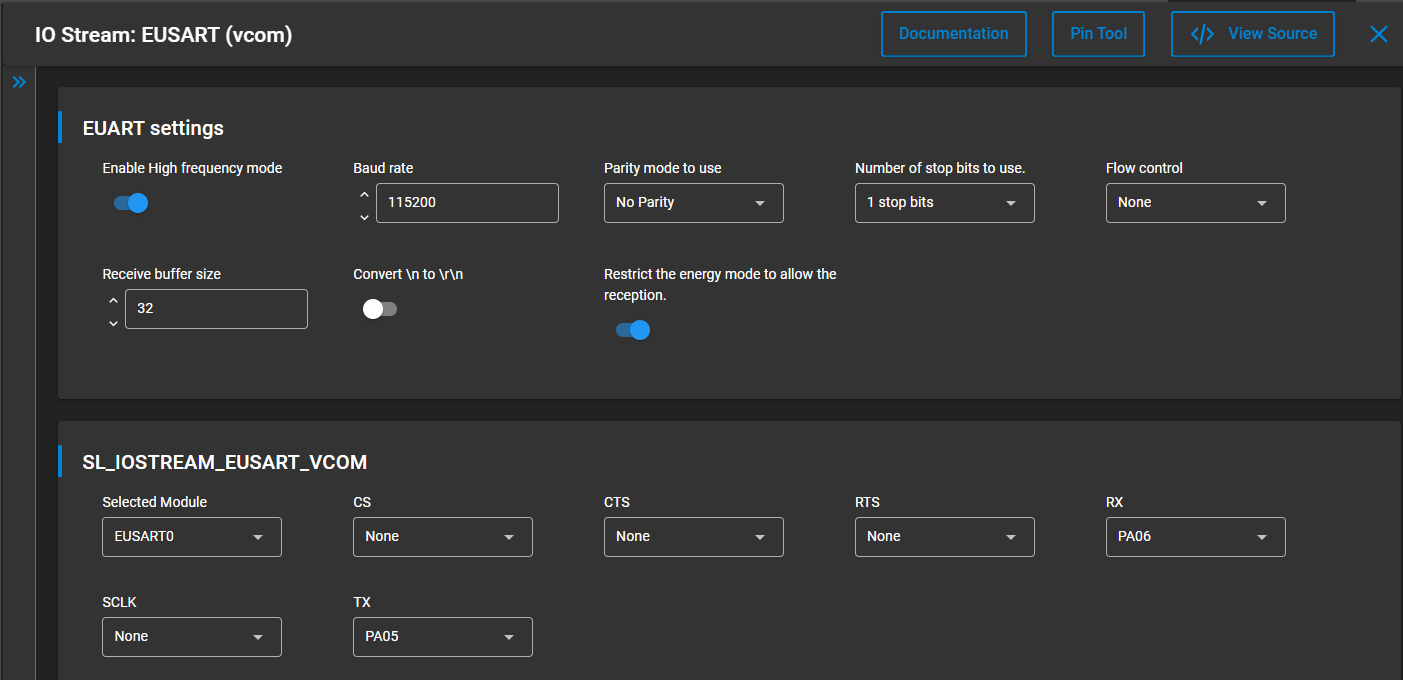 IO Stream: EUSART (vcom)
Documentation
Pin Tool
</> View Source
EUART settings
Enable High frequency mode
Baud rate
Parity mode to use
Number of stop bits to use.
Flow control
115200
No Parity
1 stop bits
None
Receive buffer size
Convert \n to \r\n
Restrict the energy mode to allow the
reception.
32
SL_IOSTREAM_EUSART_VCOM
Selected Module
CS
CTS
RTS
RX
EUSART0
None
None
None
PA06
SCLK
TX
None
PA05